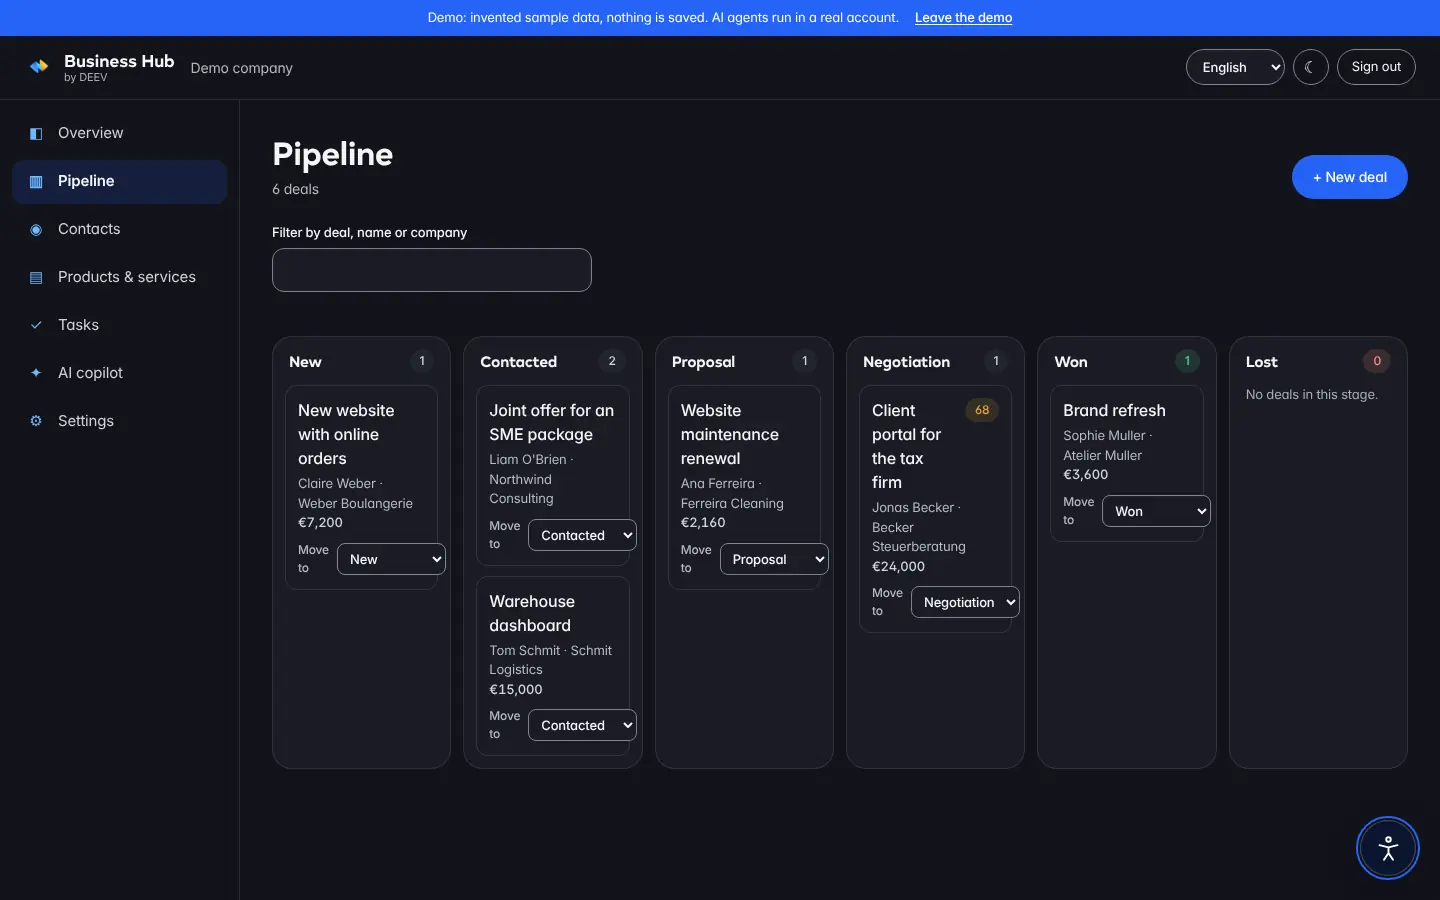 Demo: invented sample data, nothing is saved. AI agents run in a real account. Leave the demo
Business Hub
by DEEV
Demo company
English
Sign out
Overview
Pipeline
Contacts
Products & services
Tasks
AI copilot
Settings
Pipeline
6 deals
+ New deal
Filter by deal, name or company
New 1
New website
with online
orders
Claire Weber ·
Weber Boulangerie
€7,200
Move
to
New
Contacted 2
Joint offer for an
SME package
Liam O'Brien ·
Northwind
Consulting
Move
to
Contacted
Warehouse
dashboard
Tom Schmit · Schmit
Logistics
€15,000
Move
to
Contacted
Proposal 1
Website
maintenance
renewal
Ana Ferreira ·
Ferreira Cleaning
€2,160
Move
to
Proposal
Negotiation 1
Client 68
portal for
the tax
firm
Jonas Becker ·
Becker
Steuerberatung
€24,000
Move
to
Negotiation
Won 1
Brand refresh
Sophie Muller ·
Atelier Muller
€3,600
Move
to
Won
Lost 0
No deals in this stage.